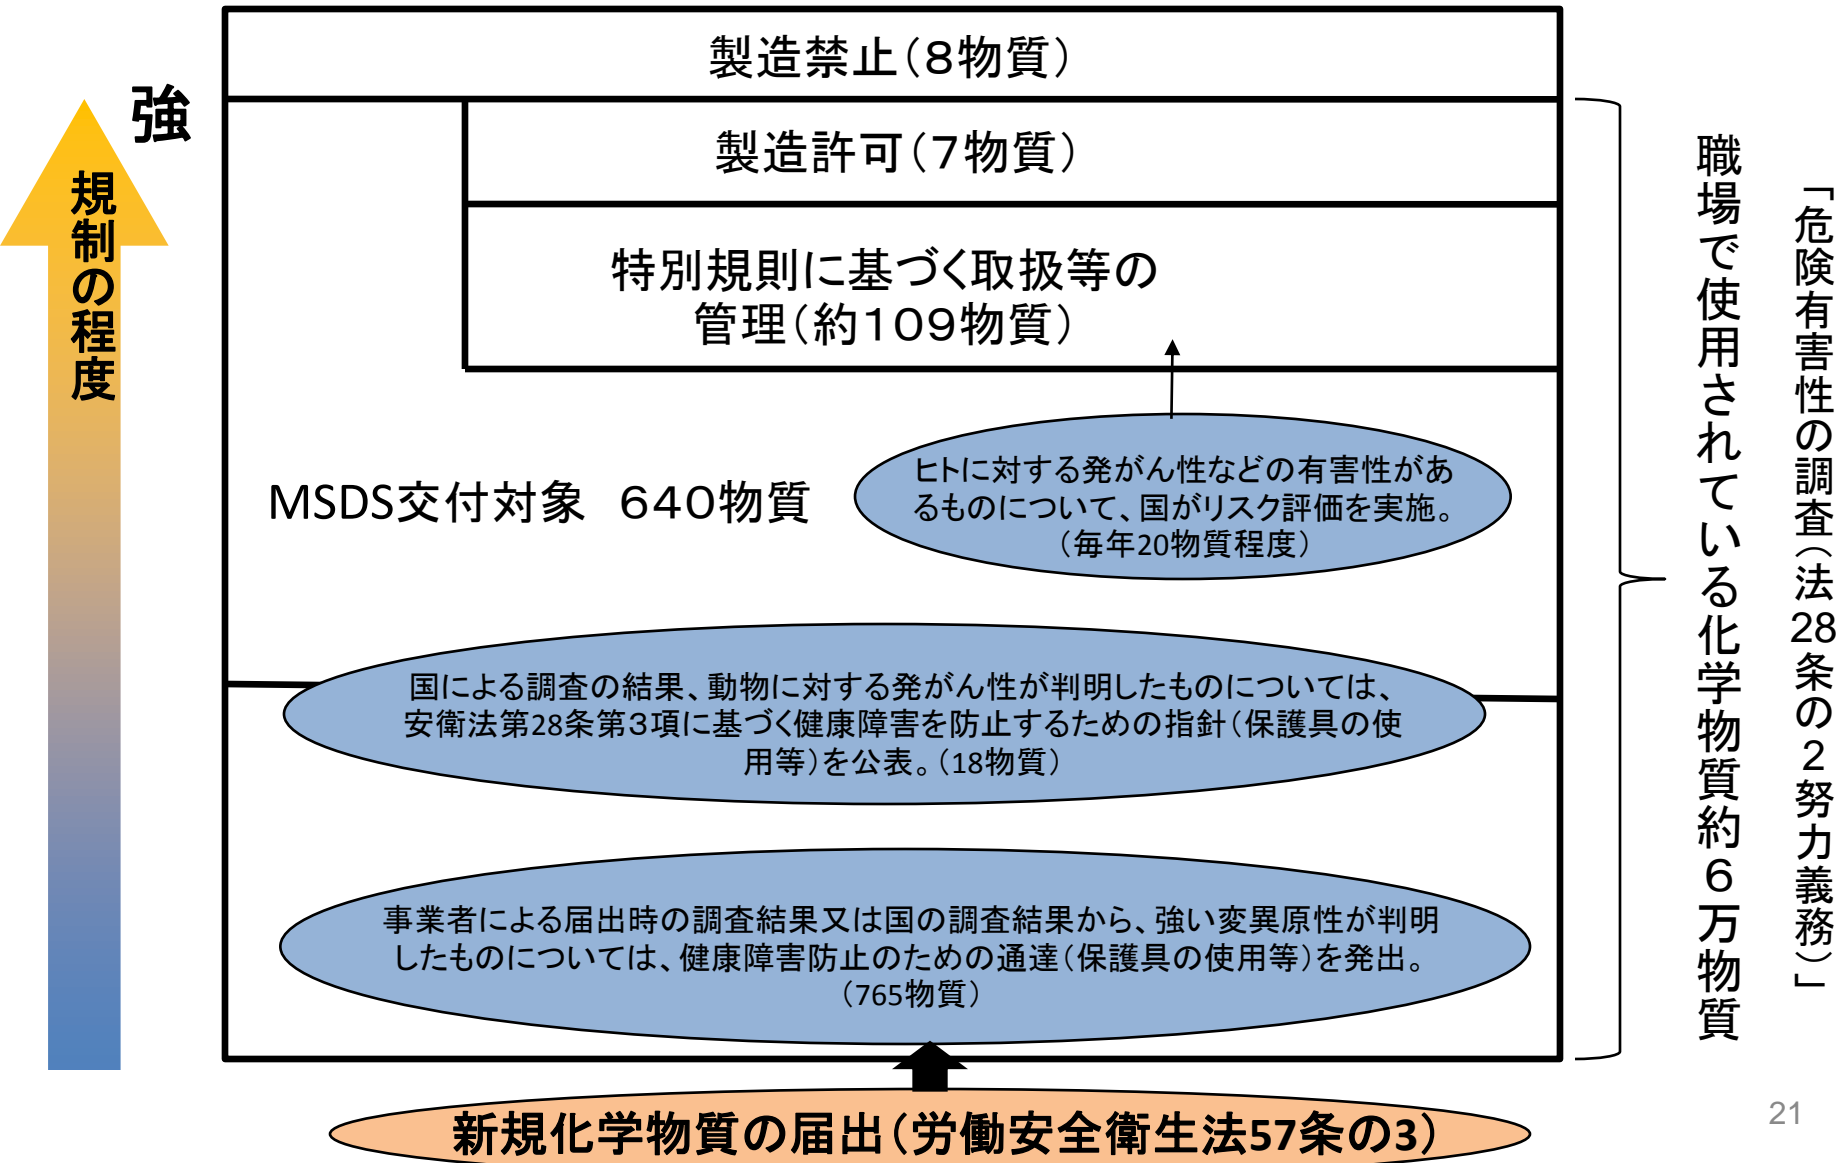 製造禁止（８物質）
強
規制の程度
製造許可（７物質）
特別規則に基づく取扱等の
管理（約１０９物質）
MSDS交付対象　６４０物質
ヒトに対する発がん性などの有害性があ
るものについて、国がリスク評価を実施。
（毎年20物質程度）
国による調査の結果、動物に対する発がん性が判明したものについては、
安衛法第28条第３項に基づく健康障害を防止するための指針（保護具の使
用等）を公表。（18物質）
事業者による届出時の調査結果又は国の調査結果から、強い変異原性が判明
したものについては、健康障害防止のための通達（保護具の使用等）を発出。
（765物質）
新規化学物質の届出（労働安全衛生法57条の3）
「危険有害性の調査（法28条の２努力義務）」
職場で使用されている化学物質約６万物質
21